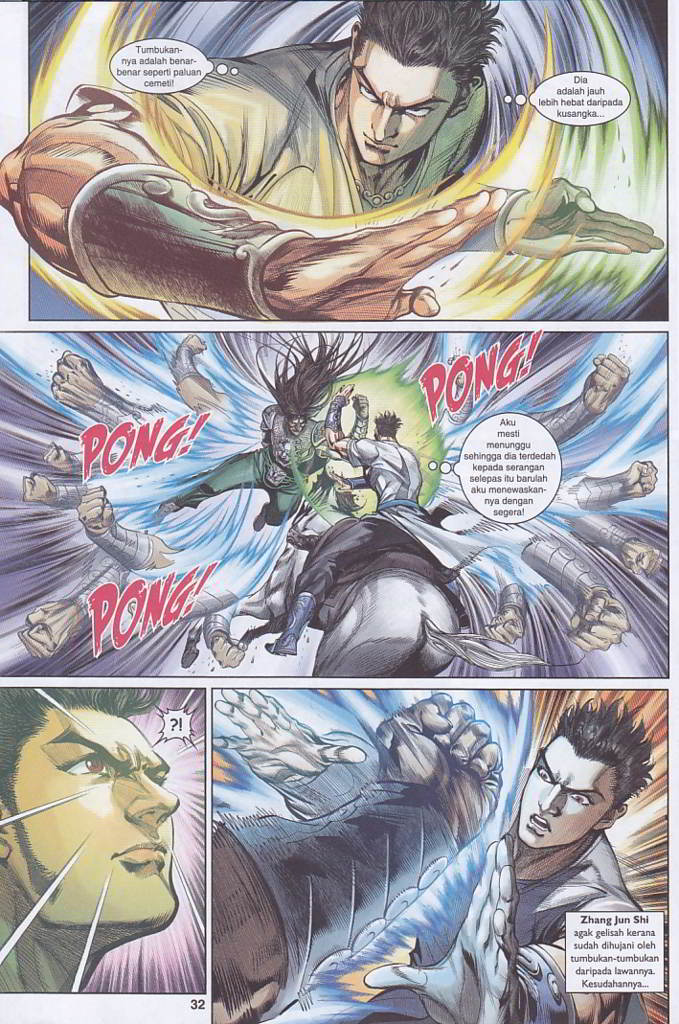 Tumbukan-
nya adalah benar-
benar seperti paluan
cemeti!
Dia
adalah jauh
lebih hebat daripada
kusangka...
PONG!
PONG!
PONG!
Aku
mesti
menunggu
sehingga dia terdedah
kepada serangan
selepas itu barulah
aku menewaskan-
nya dengan
segera!
?!
Zhang Jun Shi
agak gelisah kerana
sudah dihujani oleh
tumbukan-tumbukan
daripada lawannya.
Kesudahannya...
32